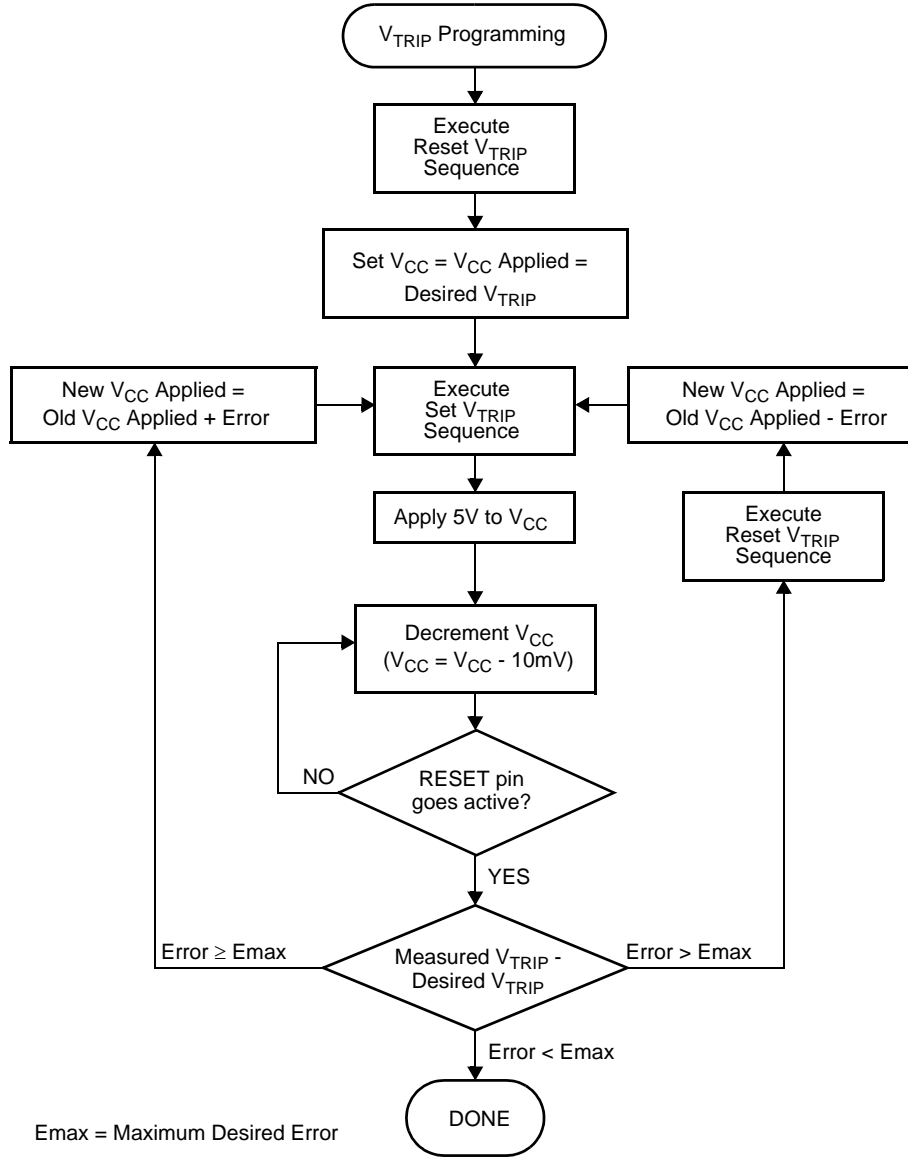 V_TRIP Programming
Execute
Reset V_TRIP
Sequence
Set V_CC = V_CC Applied =
Desired V_TRIP
New V_CC Applied =
Old V_CC Applied + Error
Execute
Set V_TRIP
Sequence
New V_CC Applied =
Old V_CC Applied - Error
Apply 5V to V_CC
Execute
Reset V_TRIP
Sequence
Decrement V_CC
(V_CC = V_CC - 10mV)
NO
RESET pin
goes active?
YES
Error ≥ Emax
Measured V_TRIP -
Desired V_TRIP
Error > Emax
Error < Emax
DONE
Emax = Maximum Desired Error